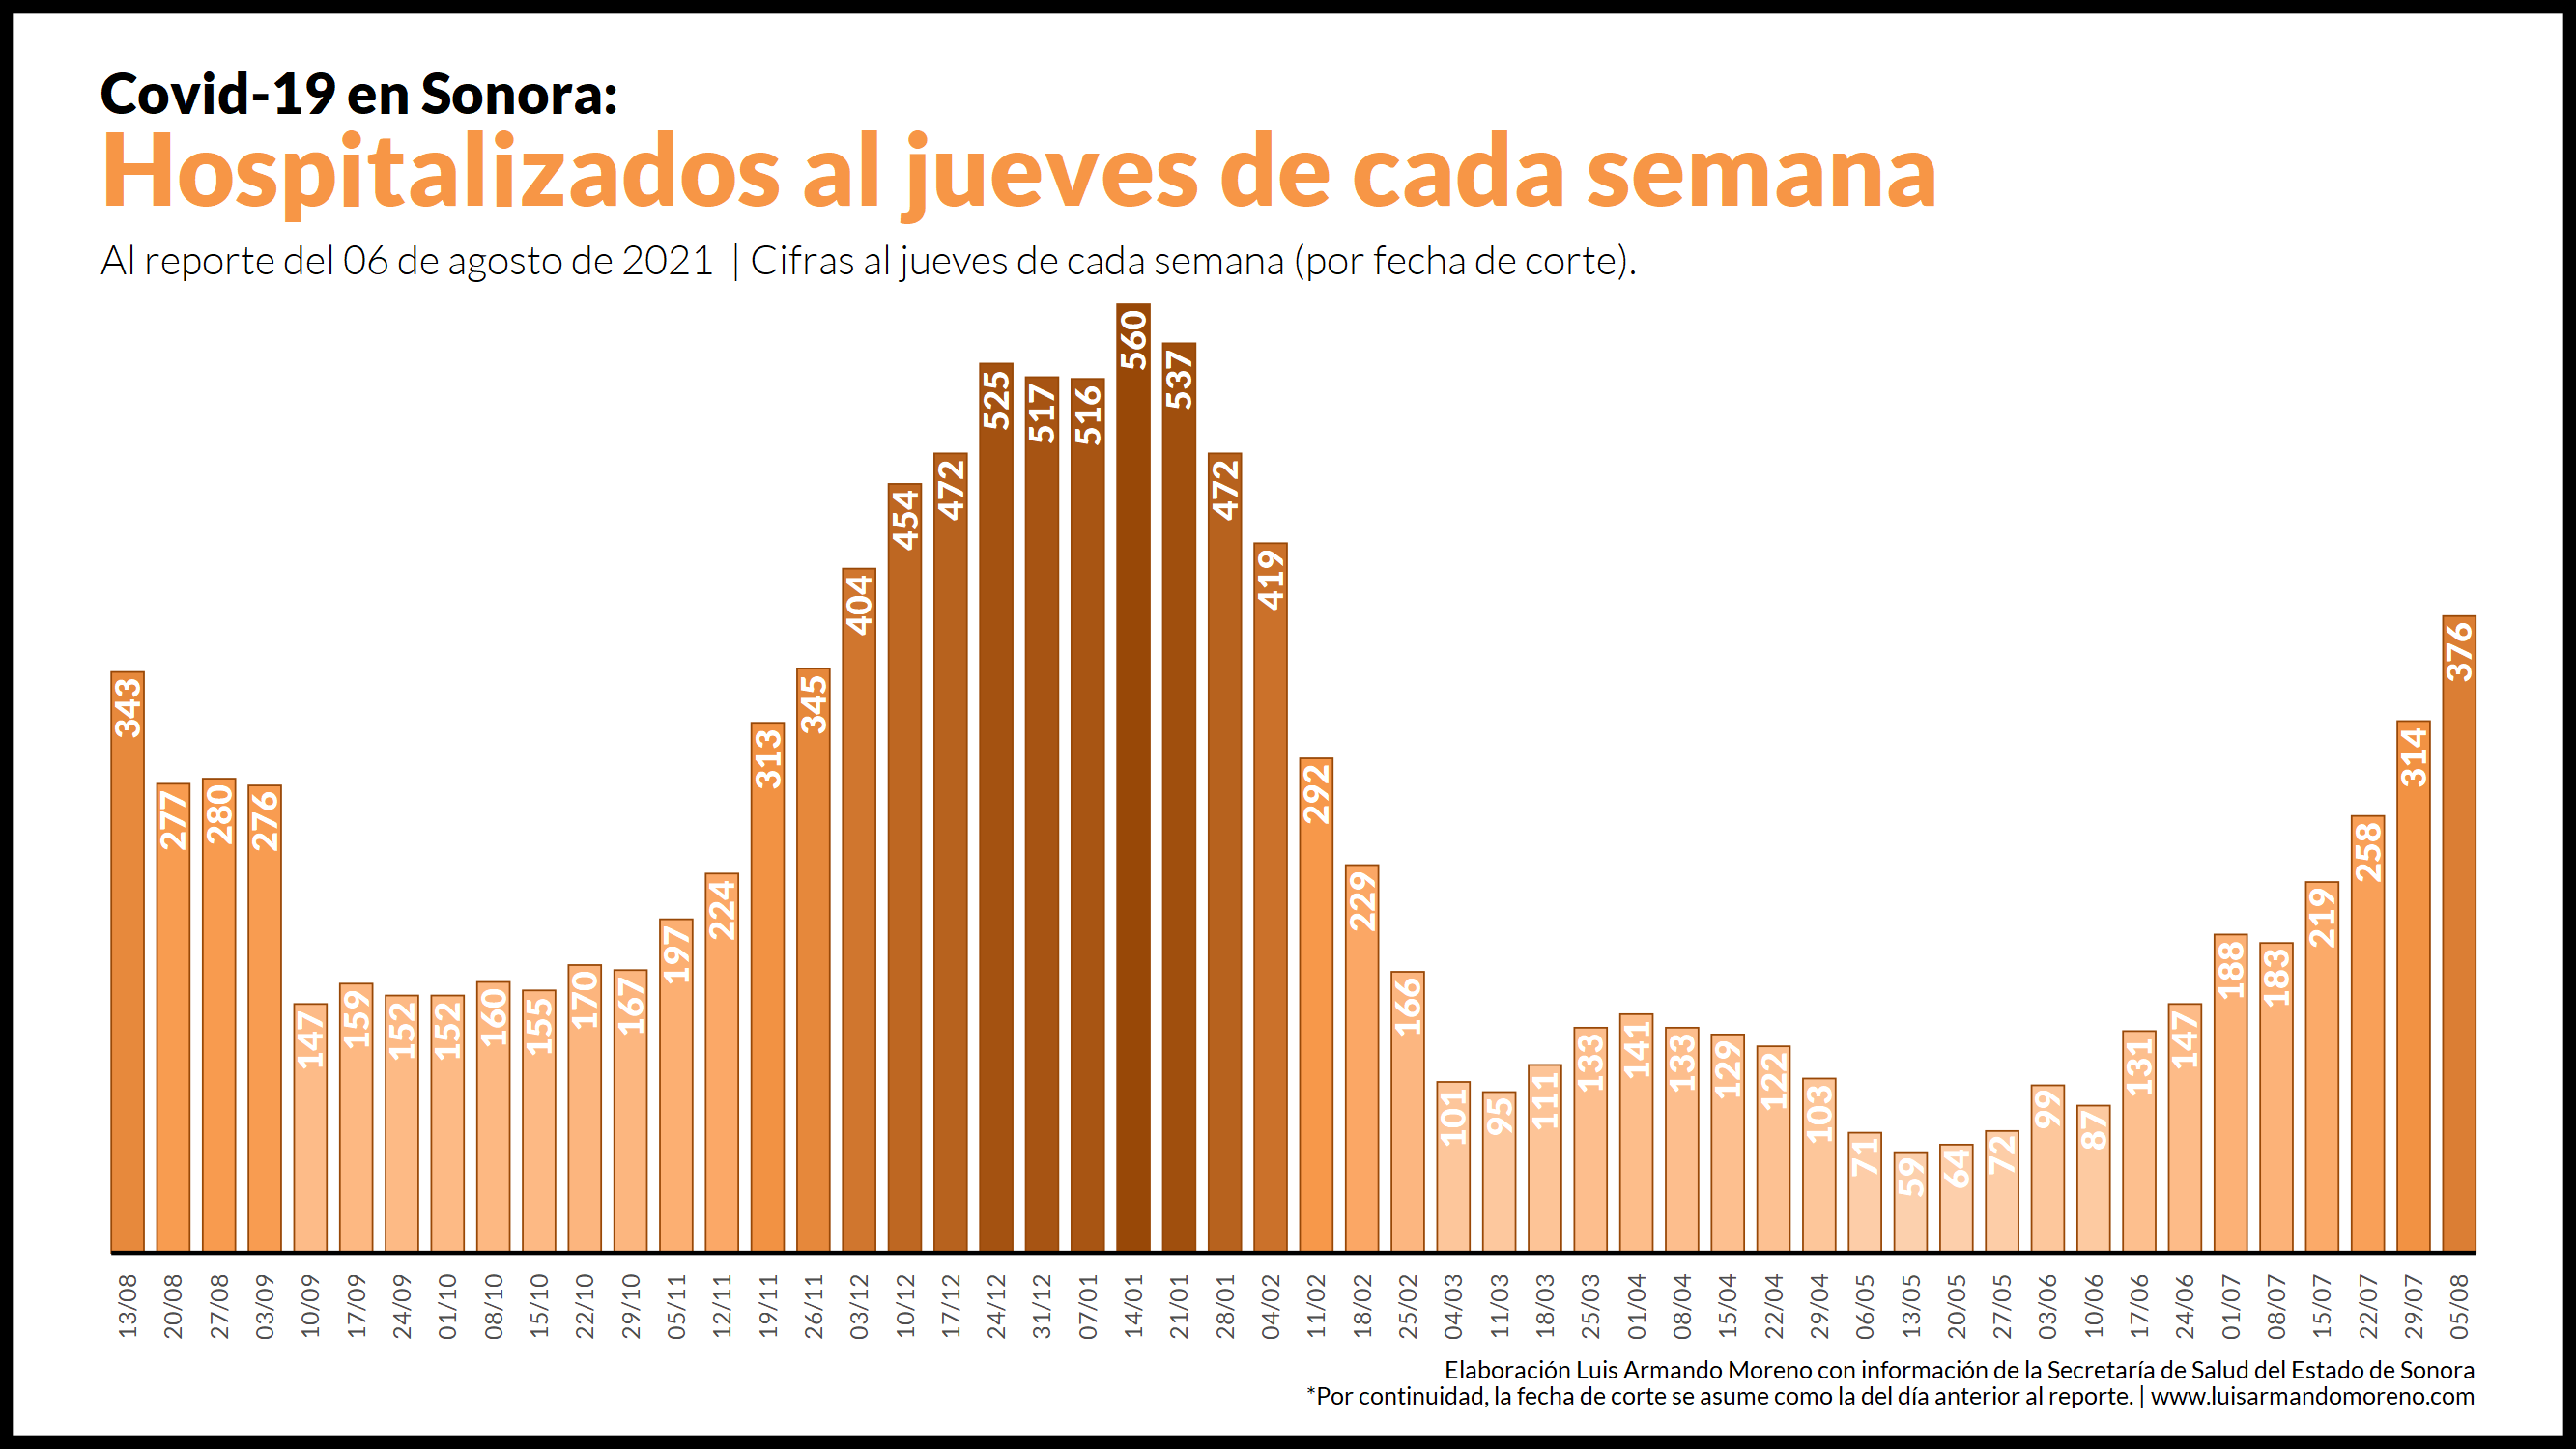 Covid-19 en Sonora:
Hospitalizados al jueves de cada semana
Al reporte del 06 de agosto de 2021 | Cifras al jueves de cada semana (por fecha de corte).
343 277 280 276 147 159 152 152 160 155 170 167 197 224 313 345 404 454 472 525 517 516 560 537 472 419 292 229 166 101 95 111 133 141 133 129 122 103 71 59 64 72 99 87 131 147 188 183 219 258 314 376
13/08 20/08 27/08 03/09 10/09 17/09 24/09 01/10 08/10 15/10 22/10 29/10 05/11 12/11 19/11 26/11 03/12 10/12 17/12 24/12 31/12 07/01 14/01 21/01 28/01 04/02 11/02 18/02 25/02 04/03 11/03 18/03 25/03 01/04 08/04 15/04 22/04 29/04 06/05 13/05 20/05 27/05 03/06 10/06 17/06 24/06 01/07 08/07 15/07 22/07 29/07 05/08
Elaboración Luis Armando Moreno con información de la Secretaría de Salud del Estado de Sonora
*Por continuidad, la fecha de corte se asume como la del día anterior al reporte. | www.luisarmandomoreno.com